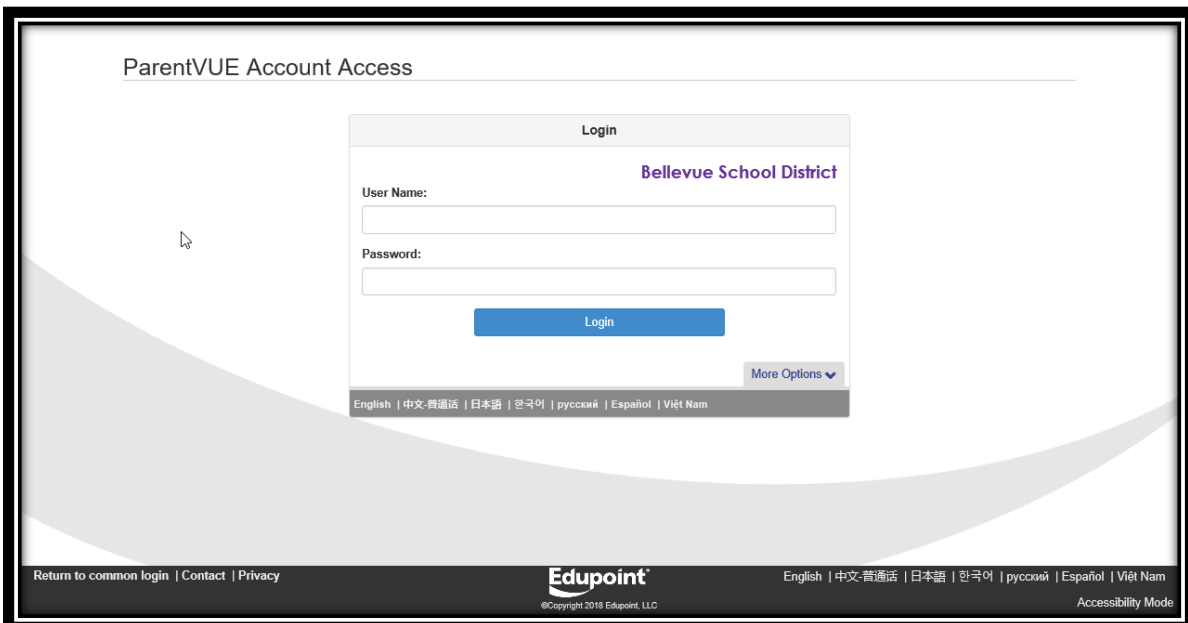 ParentVUE Account Access
Login
Bellevue School District
User Name:
Password:
Login
More Options
English | 中文-普通话 | 日本語 | 한국어 | русский | Español | Việt Nam
Return to common login | Contact | Privacy
Edupoint
©Copyright 2018 Edupoint, LLC
English | 中文-普通话 | 日本語 | 한국어 | русский | Español | Việt Nam
Accessibility Mode